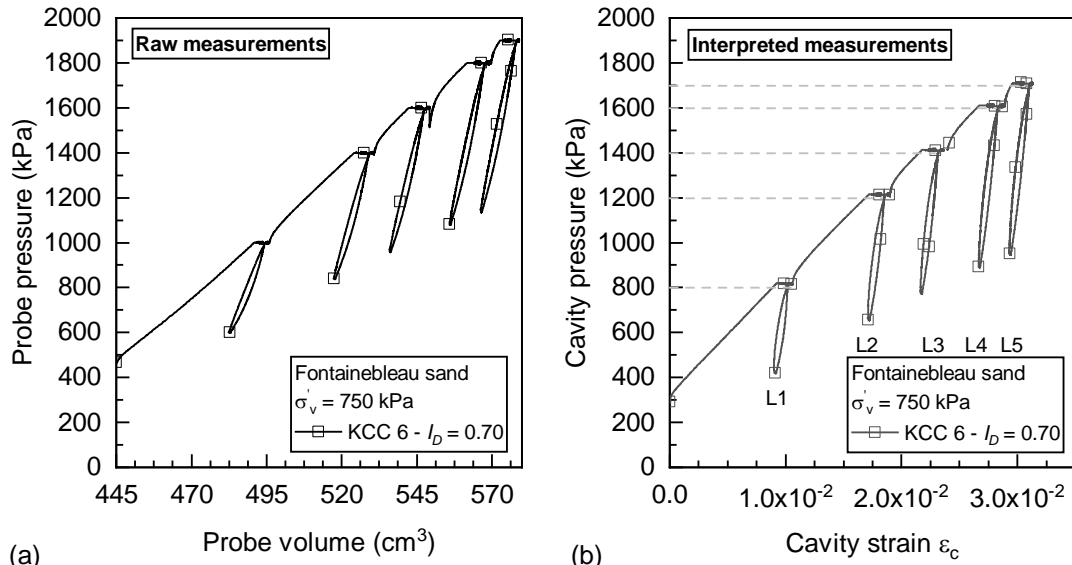 Raw measurements
Probe pressure (kPa)
2000
1800
1600
1400
1200
1000
800
600
400
200
0
445
470
495
520
545
570
Probe volume (cm³)
Fontainebleau sand
σ'ᵥ = 750 kPa
KCC 6 - I_D = 0.70
(a)
Interpreted measurements
Cavity pressure (kPa)
2000
1800
1600
1400
1200
1000
800
600
400
200
0
L1
L2
L3
L4
L5
0.0
1.0x10⁻²
2.0x10⁻²
3.0x10⁻²
Cavity strain ε_c
Fontainebleau sand
σ'ᵥ = 750 kPa
KCC 6 - I_D = 0.70
(b)